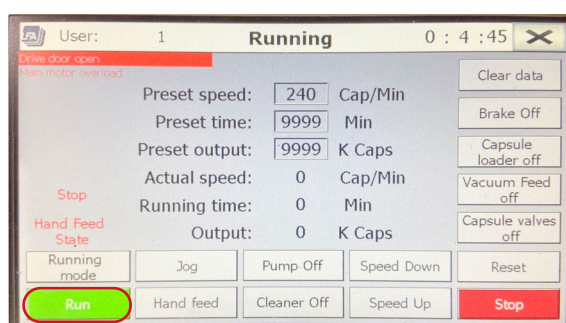 LFA User: 1 Running 0 : 4 :45
Drive door open
Main motor overload
Clear data
Preset speed: 240 Cap/Min
Brake Off
Preset time: 9999 Min
Preset output: 9999 K Caps
Capsule
loader off
Actual speed: 0 Cap/Min
Vacuum Feed
off
Stop
Running time: 0 Min
Hand Feed
State
Output: 0 K Caps
Capsule valves
off
Running
mode
Jog
Pump Off
Speed Down
Reset
Run
Hand feed
Cleaner Off
Speed Up
Stop